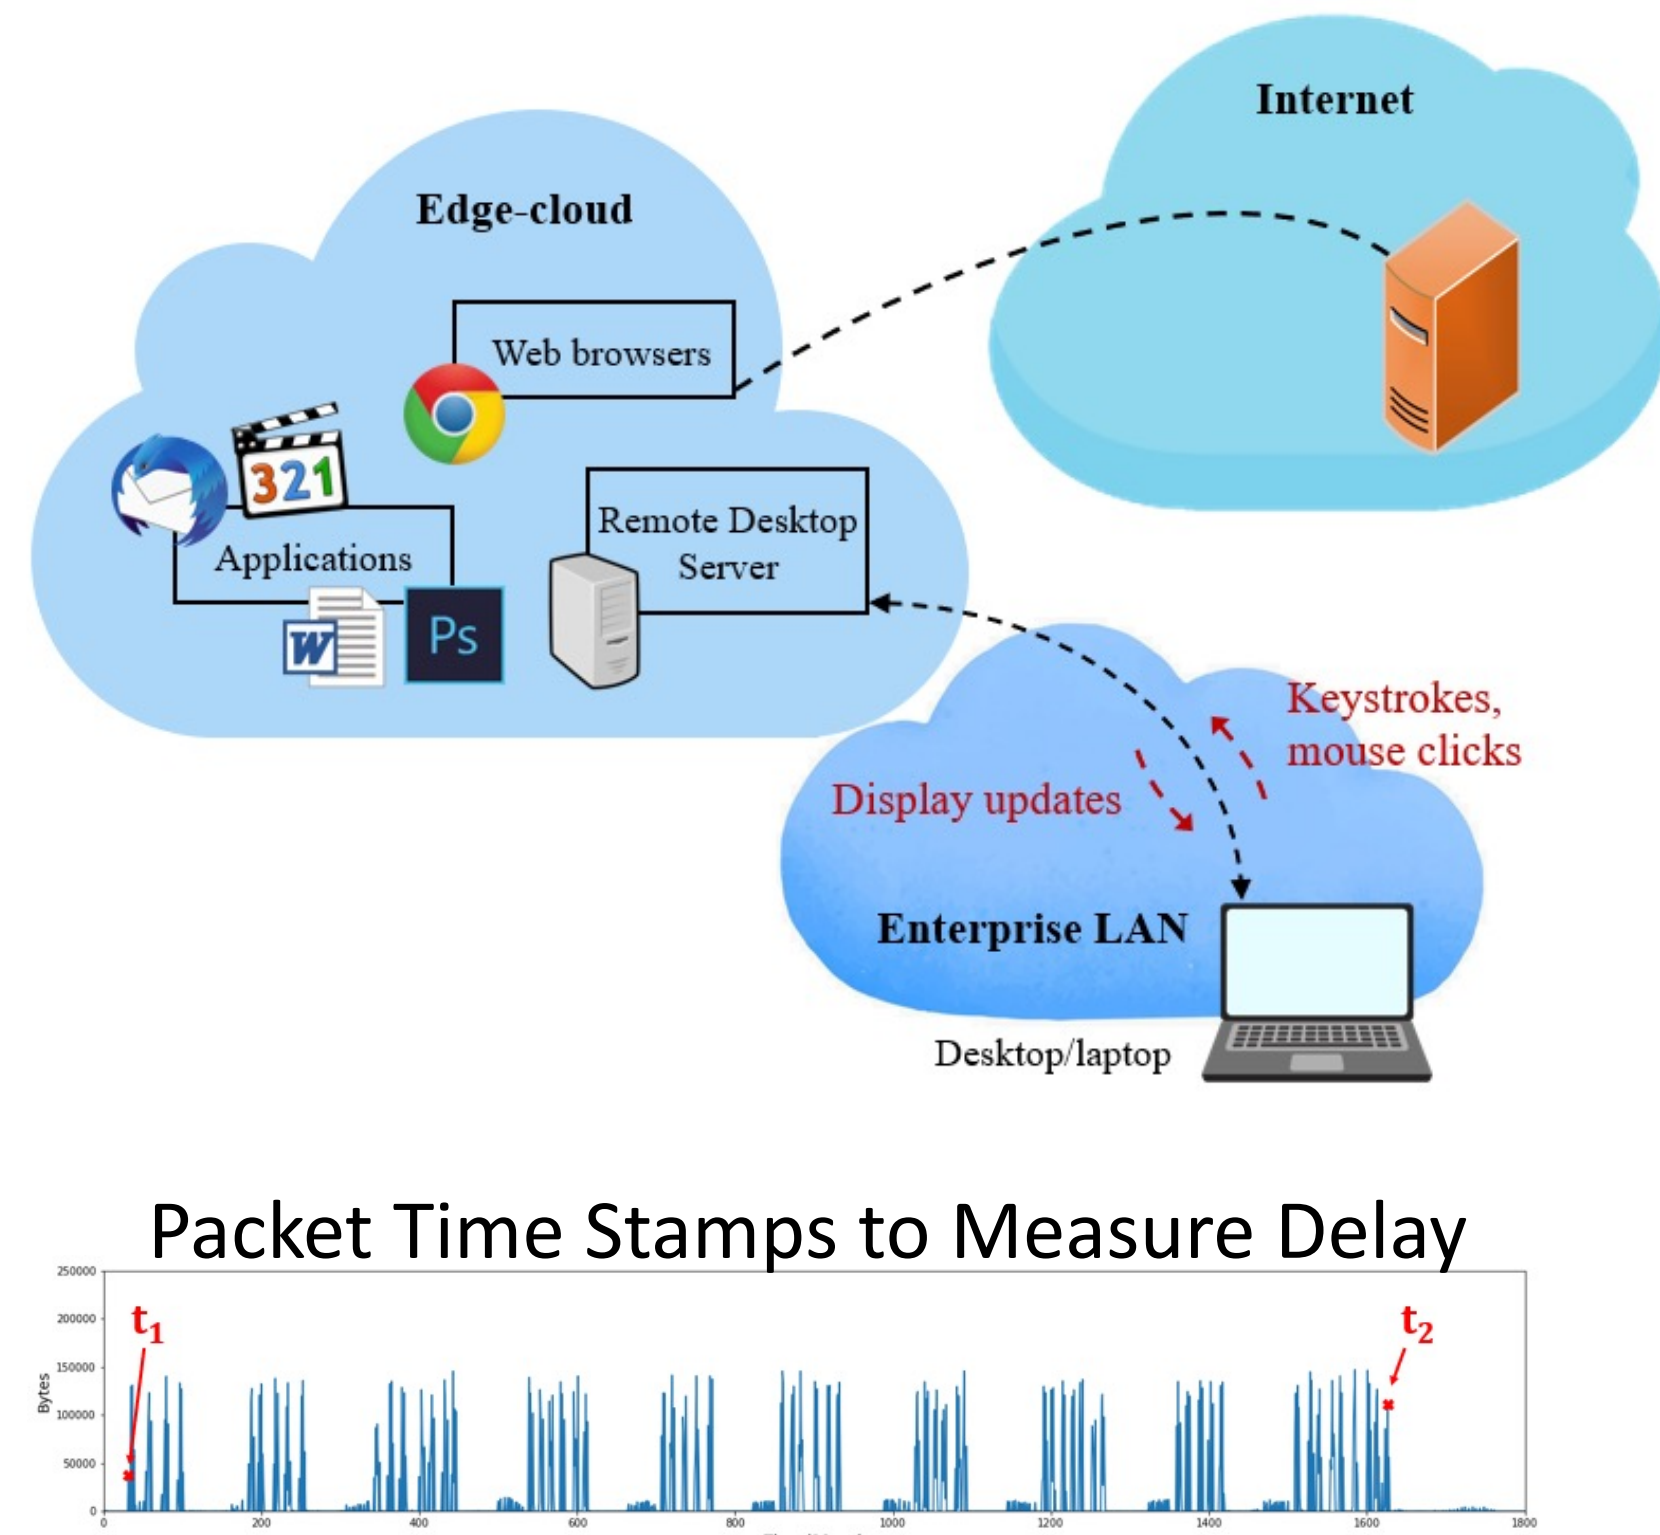 Internet
Edge-cloud
Web browsers
321
Applications
W
Ps
Remote Desktop
Server
Keystrokes,
mouse clicks
Display updates
Enterprise LAN
Desktop/laptop
Packet Time Stamps to Measure Delay
250000
200000
150000
100000
50000
0
Bytes
t1
t2
0 200 400 600 800 1000 1200 1400 1600 1800